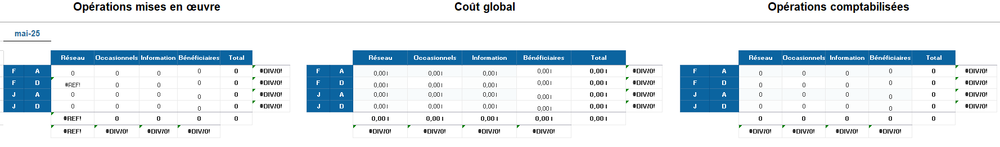 Opérations mises en œuvre Coût global Opérations comptabilisées
mai-25
Réseau Occasionnels Information Bénéficiaires Total Réseau Occasionnels Information Bénéficiaires Total Réseau Occasionnels Information Bénéficiaires Total
F A 0 0 0 0 0 #DIV/0! F A 0,00 l 0,00 l 0,00 l 0,00 l 0,00 l #DIV/0! F A 0 0 0 0 0 #DIV/0!
F D #REF! 0 0 0 0 #DIV/0! F D 0,00 l 0,00 l 0,00 l 0,00 l 0,00 l #DIV/0! F D 0 0 0 0 0 #DIV/0!
J A 0 0 0 0 0 #DIV/0! J A 0,00 l 0,00 l 0,00 l 0,00 l 0,00 l #DIV/0! J A 0 0 0 0 0 #DIV/0!
J D 0 0 0 0 0 #DIV/0! J D 0,00 l 0,00 l 0,00 l 0,00 l 0,00 l #DIV/0! J D 0 0 0 0 0 #DIV/0!
#REF! 0 0 0 0 0,00 l 0,00 l 0,00 l 0,00 l 0,00 l 0 0 0 0 0
#REF! #DIV/0! #DIV/0! #DIV/0! #DIV/0! #DIV/0! #DIV/0! #DIV/0! #DIV/0! #DIV/0! #DIV/0! #DIV/0!